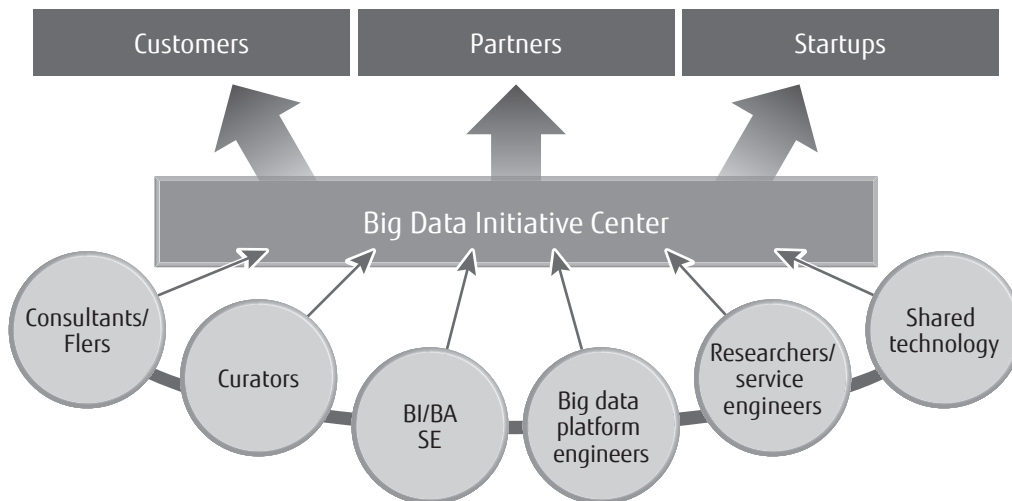 Customers
Partners
Startups
Big Data Initiative Center
Consultants/
Flers
Curators
BI/BA
SE
Big data
platform
engineers
Researchers/
service
engineers
Shared
technology